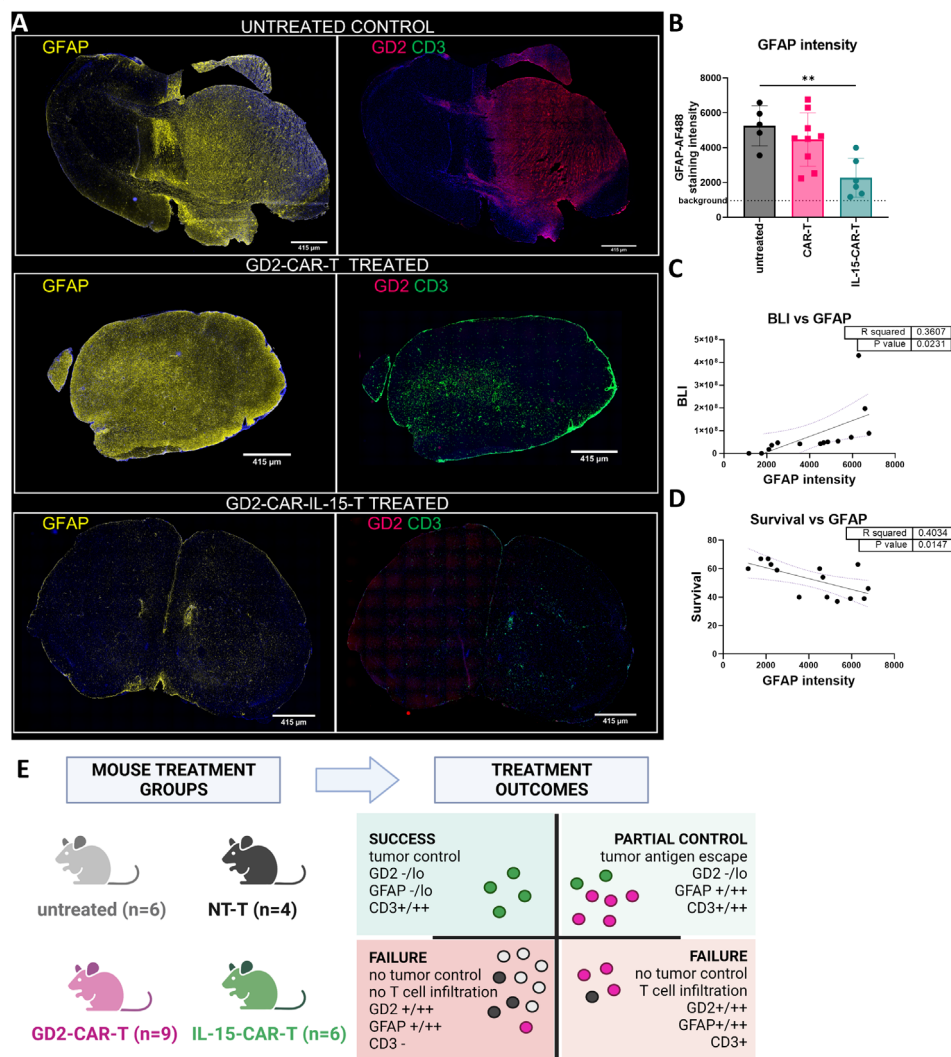 A
UNTREATED CONTROL
GFAP
GD2 CD3
415 µm
415 µm
GD2-CAR-T TREATED
GFAP
GD2 CD3
415 µm
415 µm
GD2-CAR-IL-15-T TREATED
GFAP
GD2 CD3
415 µm
415 µm
B
GFAP intensity
**
GFAP-AF488
staining intensity
8000
6000
4000
2000
background
0
untreated
CAR-T
IL-15-CAR-T
C
BLI vs GFAP
R squared 0.3607
P value 0.0231
BLI
5×10⁸
4×10⁸
3×10⁸
2×10⁸
1×10⁸
0
0 2000 4000 6000 8000
GFAP intensity
D
Survival vs GFAP
R squared 0.4034
P value 0.0147
Survival
80
60
40
20
0
0 2000 4000 6000 8000
GFAP intensity
E
MOUSE TREATMENT
GROUPS
TREATMENT
OUTCOMES
untreated (n=6)
NT-T (n=4)
GD2-CAR-T (n=9)
IL-15-CAR-T (n=6)
SUCCESS
tumor control
GD2 -/lo
GFAP -/lo
CD3+/++
PARTIAL CONTROL
tumor antigen escape
GD2 -/lo
GFAP +/++
CD3+/++
FAILURE
no tumor control
no T cell infiltration
GD2 +/++
GFAP +/++
CD3 -
FAILURE
no tumor control
T cell infiltration
GD2+/++
GFAP+/++
CD3+